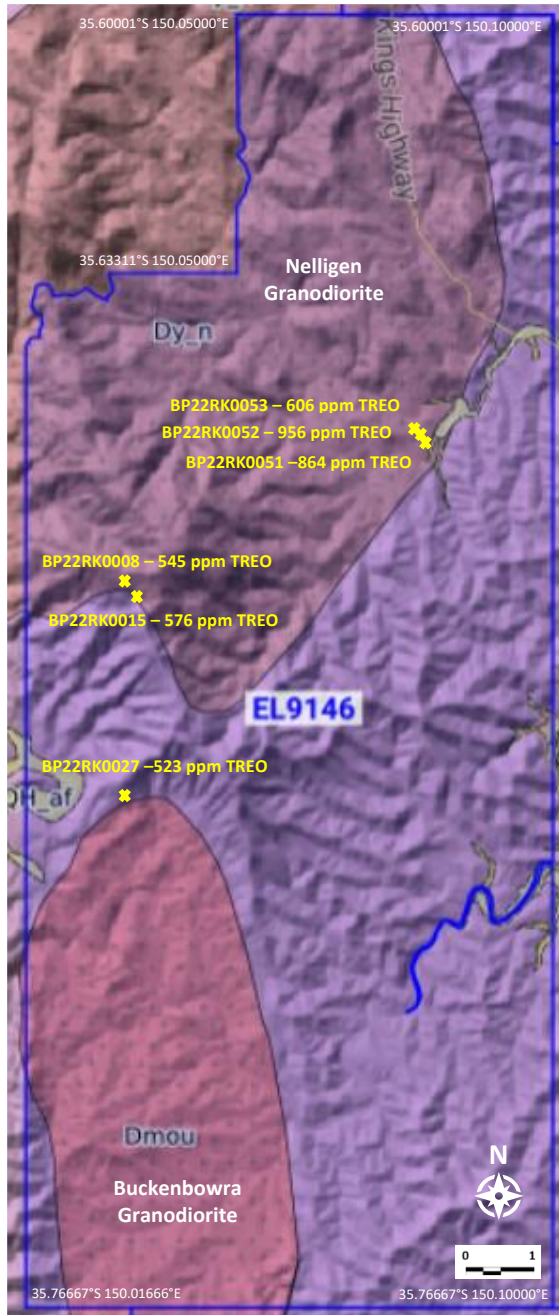 35.60001°S 150.05000°E
35.60001°S 150.10000°E
Kings Highway
35.63311°S 150.05000°E
Nelligen
Granodiorite
Dy_n
BP22RK0053 – 606 ppm TREO
BP22RK0052 – 956 ppm TREO
BP22RK0051 –864 ppm TREO
BP22RK0008 – 545 ppm TREO
BP22RK0015 – 576 ppm TREO
EL9146
BP22RK0027 –523 ppm TREO
QH_af
Dmou
Buckenbowra
Granodiorite
N
0 1
35.76667°S 150.01666°E
35.76667°S 150.10000°E